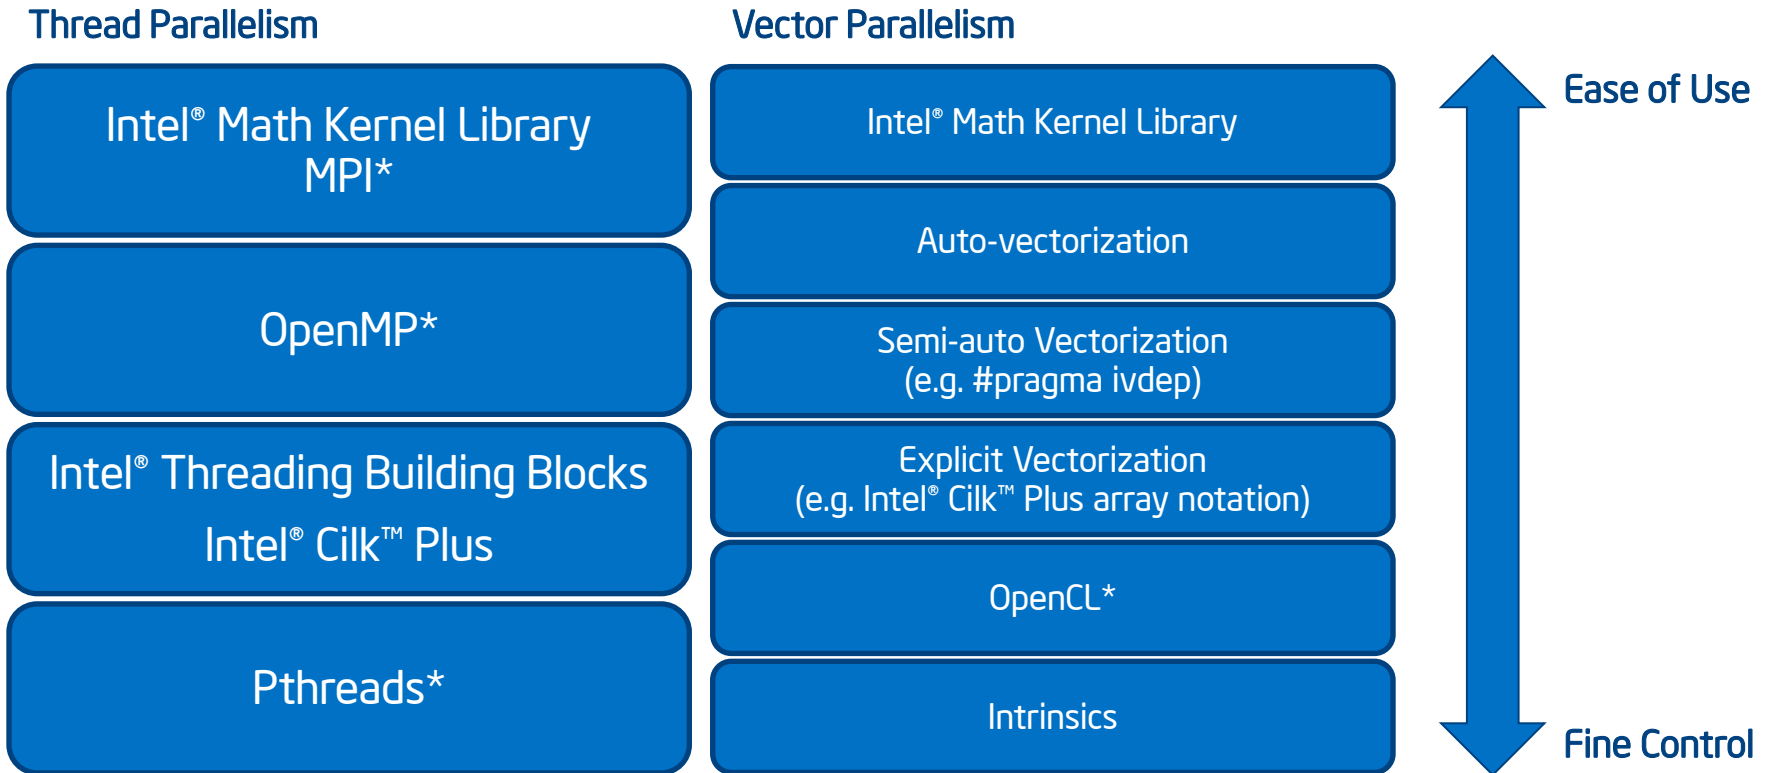 Thread Parallelism
Intel® Math Kernel Library
MPI*
OpenMP*
Intel® Threading Building Blocks
Intel® Cilk™ Plus
Pthreads*
Vector Parallelism
Intel® Math Kernel Library
Auto-vectorization
Semi-auto Vectorization
(e.g. #pragma ivdep)
Explicit Vectorization
(e.g. Intel® Cilk™ Plus array notation)
OpenCL*
Intrinsics
Ease of Use
Fine Control